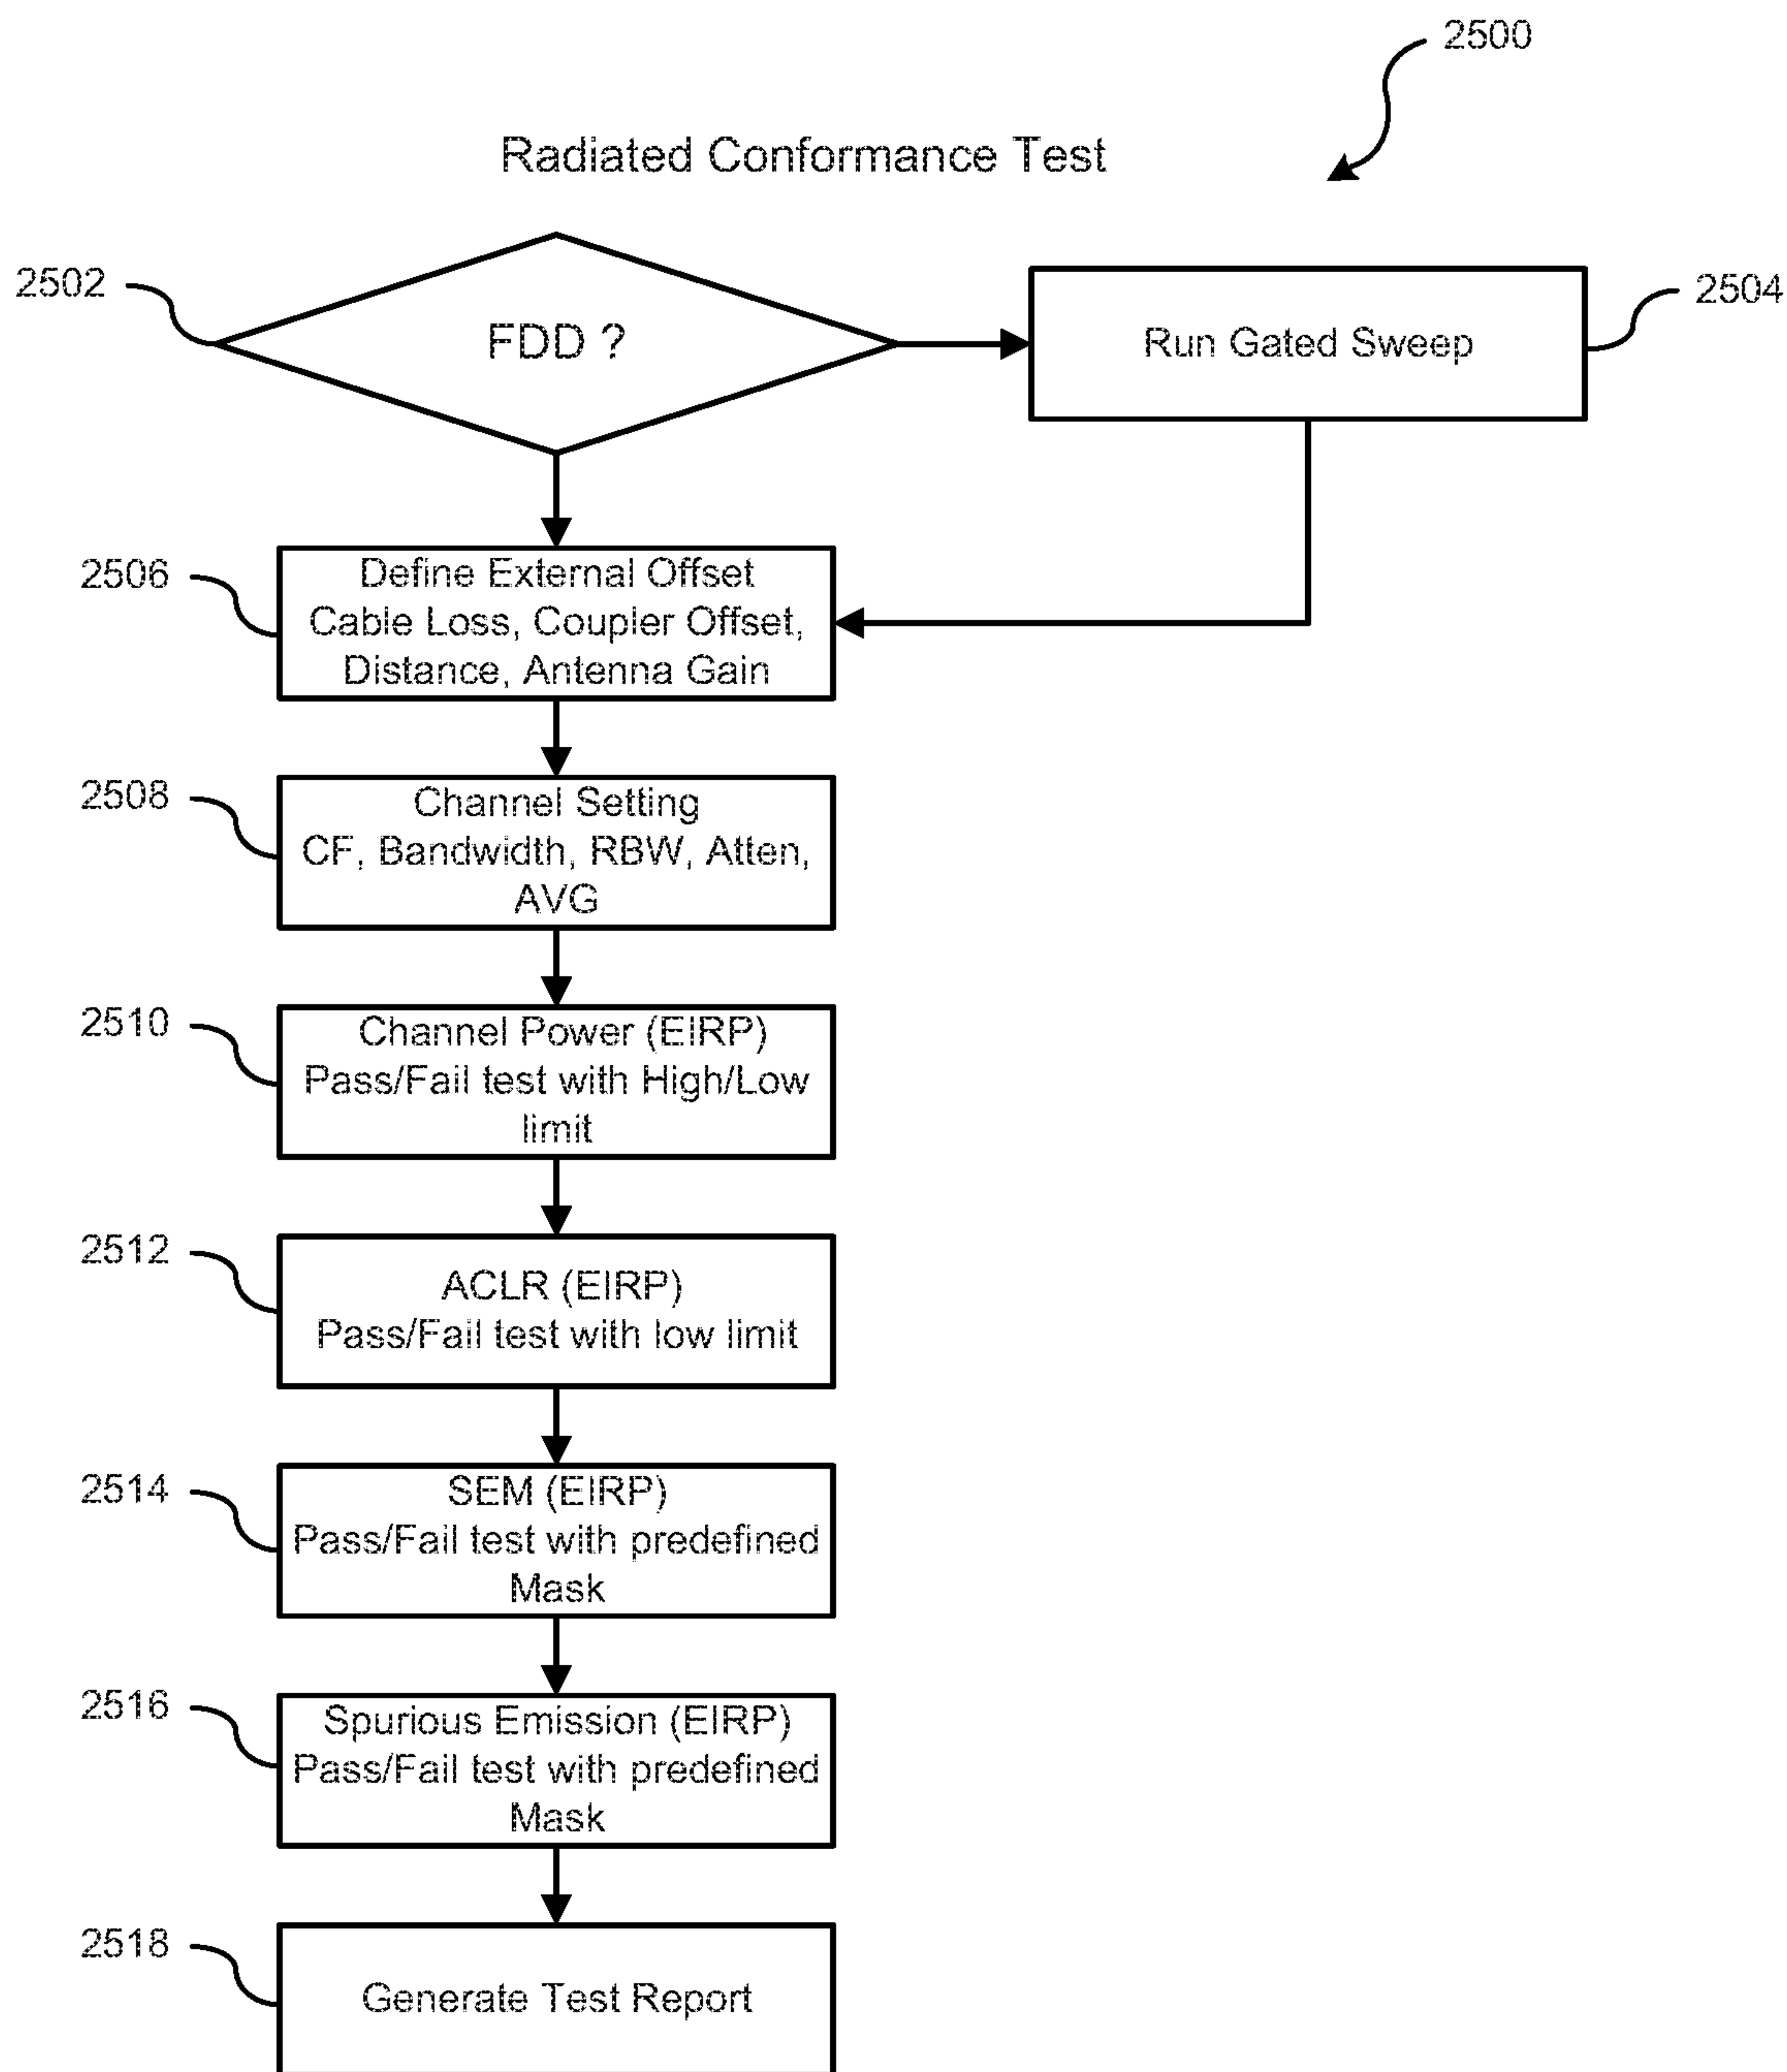 2500
Radiated Conformance Test
2502
FDD ?
Run Gated Sweep
2504
2506
Define External Offset
Cable Loss, Coupler Offset,
Distance, Antenna Gain
2508
Channel Setting
CF, Bandwidth, RBW, Atten,
AVG
2510
Channel Power (EIRP)
Pass/Fail test with High/Low
limit
2512
ACLR (EIRP)
Pass/Fail test with low limit
2514
SEM (EIRP)
Pass/Fail test with predefined
Mask
2516
Spurious Emission (EIRP)
Pass/Fail test with predefined
Mask
2518
Generate Test Report